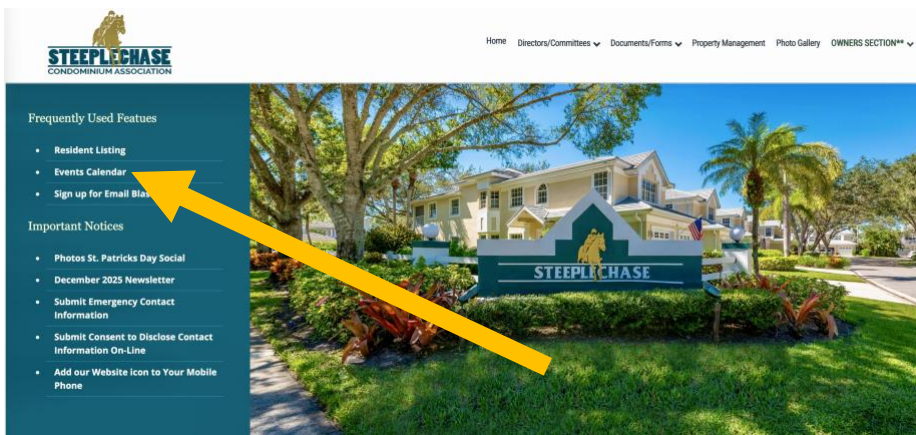 STEEPLECHASE
CONDOMINIUM ASSOCIATION
Home Directors/Committees Documents/Forms Property Management Photo Gallery OWNERS SECTION**
Frequently Used Featues
Resident Listing
Events Calendar
Sign up for Email
Important Notices
Photos St. Patricks Day Social
December 2025 Newsletter
Submit Emergency Contact
Information
Submit Consent to Disclose Contact
Information On-Line
Add our Website icon to Your Mobile
Phone
STEEPLECHASE